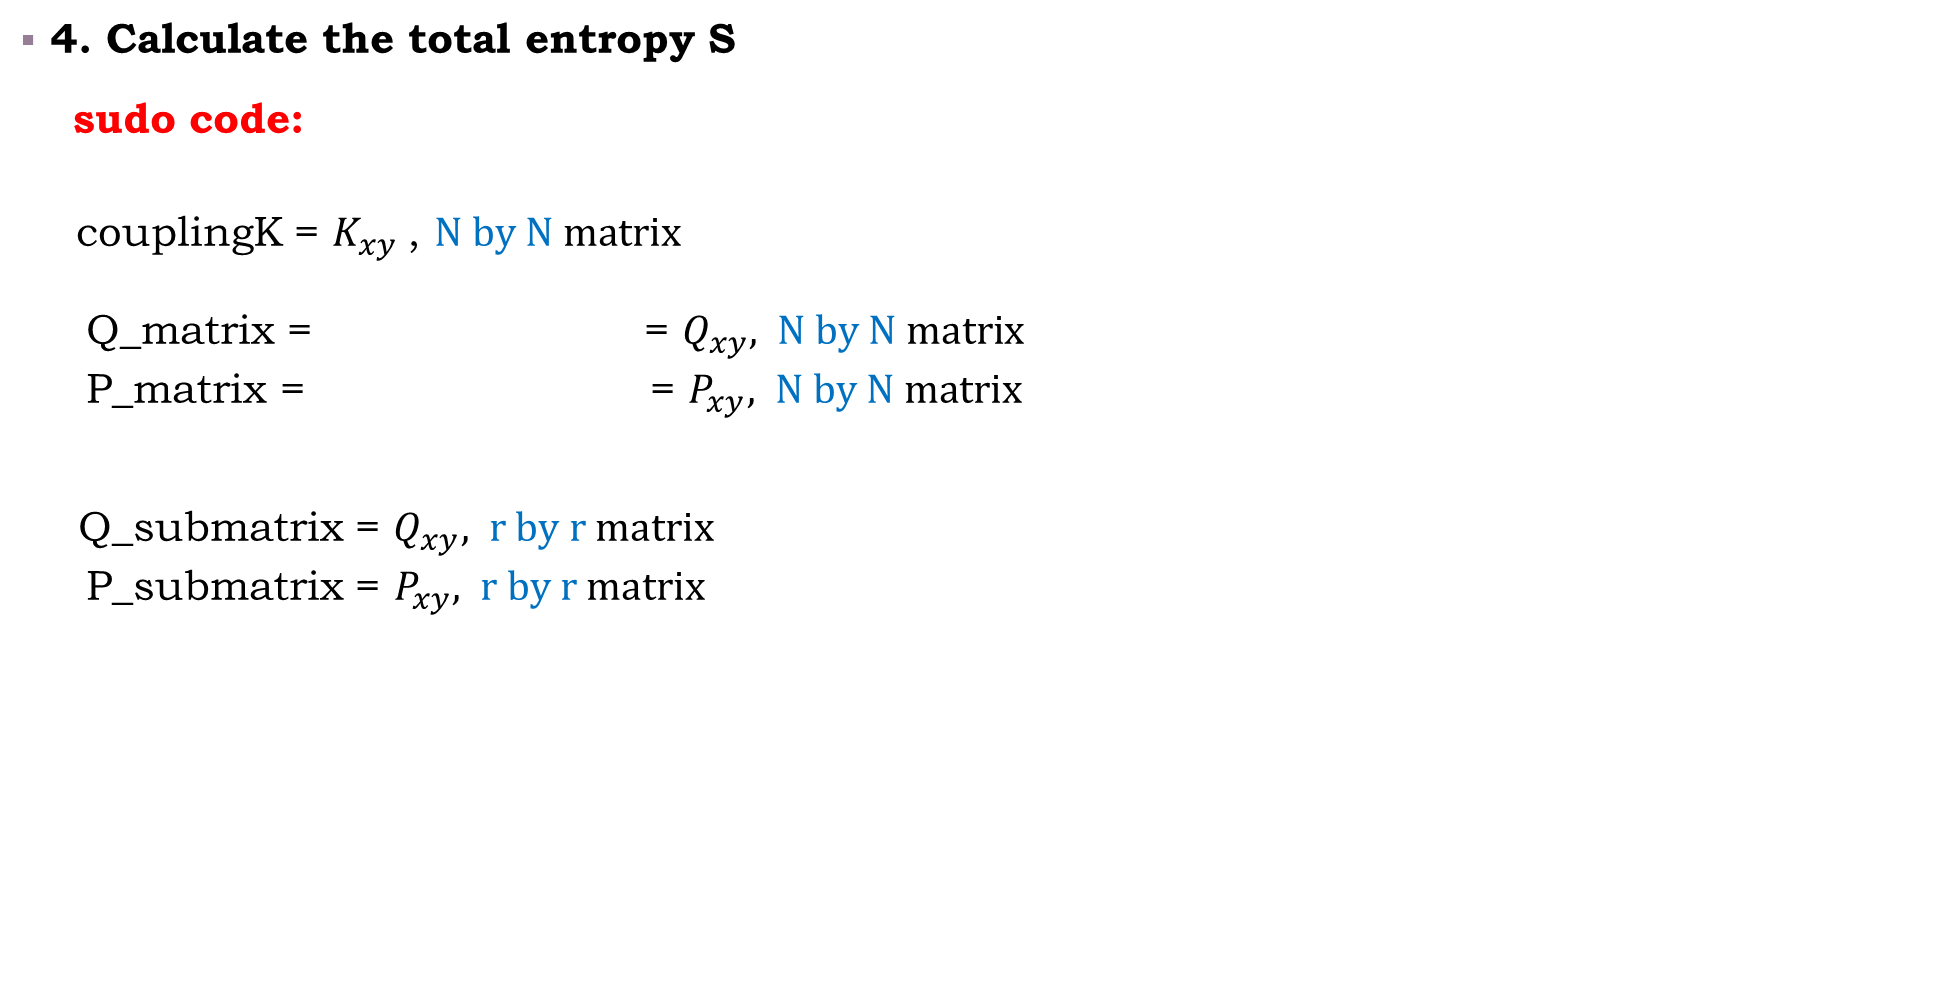 ▪ 4. Calculate the total entropy S
sudo code:
couplingK = K_xy , N by N matrix
Q_matrix = = Q_xy, N by N matrix
P_matrix = = P_xy, N by N matrix
Q_submatrix = Q_xy, r by r matrix
P_submatrix = P_xy, r by r matrix